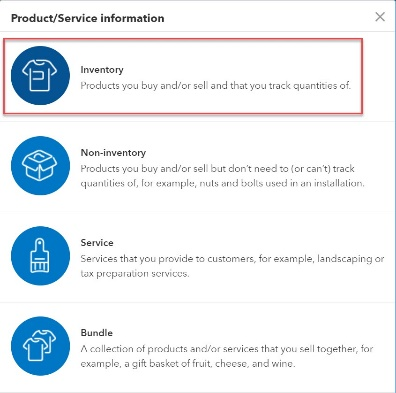 Product/Service information
Inventory
Products you buy and/or sell and that you track quantities of.
Non-inventory
Products you buy and/or sell but don't need to (or can't) track
quantities of, for example, nuts and bolts used in an installation.
Service
Services that you provide to customers, for example, landscaping or
tax preparation services.
Bundle
A collection of products and/or services that you sell together, for
example, a gift basket of fruit, cheese, and wine.